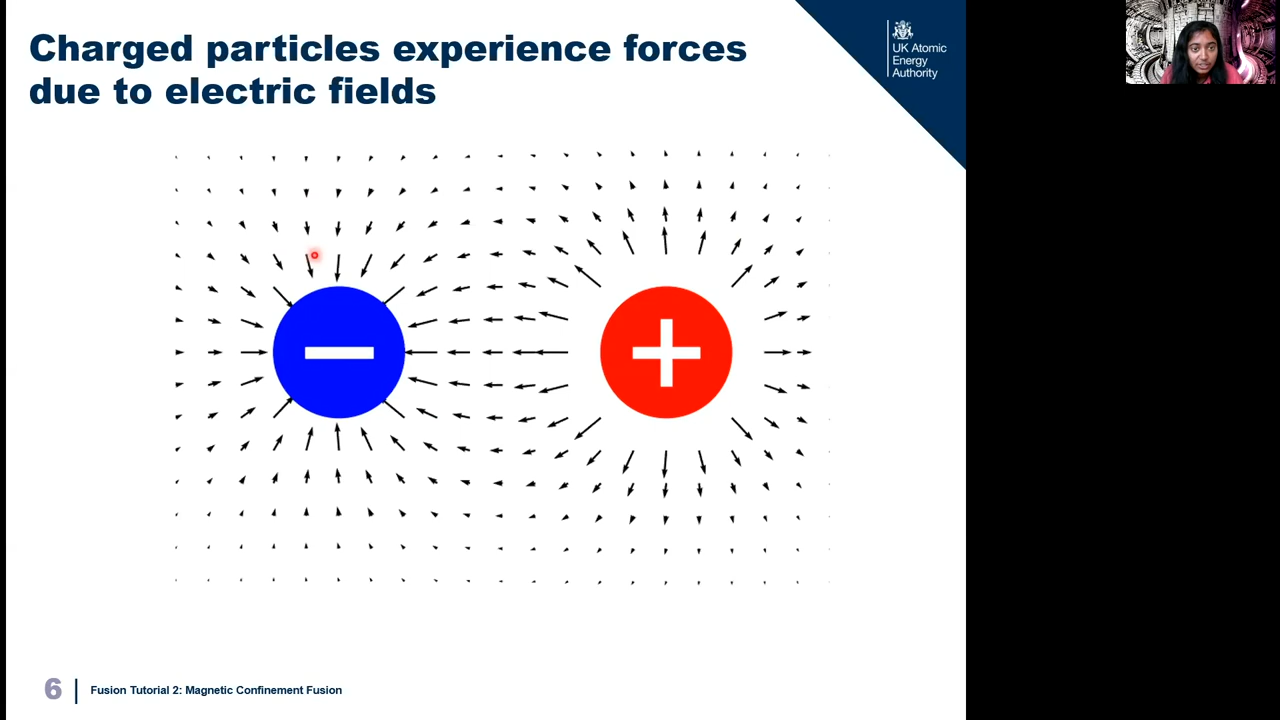 Charged particles experience forces
due to electric fields
UK Atomic
Energy
Authority
6
Fusion Tutorial 2: Magnetic Confinement Fusion